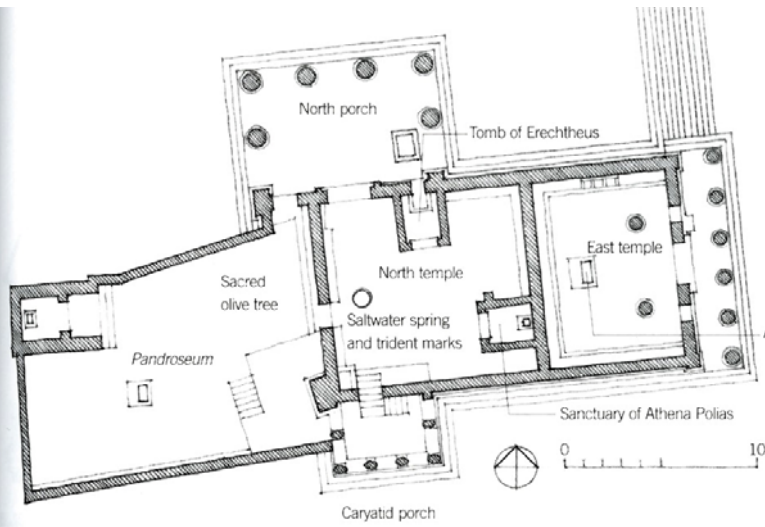 North porch
Tomb of Erechtheus
East temple
North temple
Sacred
olive tree
Saltwater spring
and trident marks
Pandroseum
Sanctuary of Athena Polias
0
10
Caryatid porch